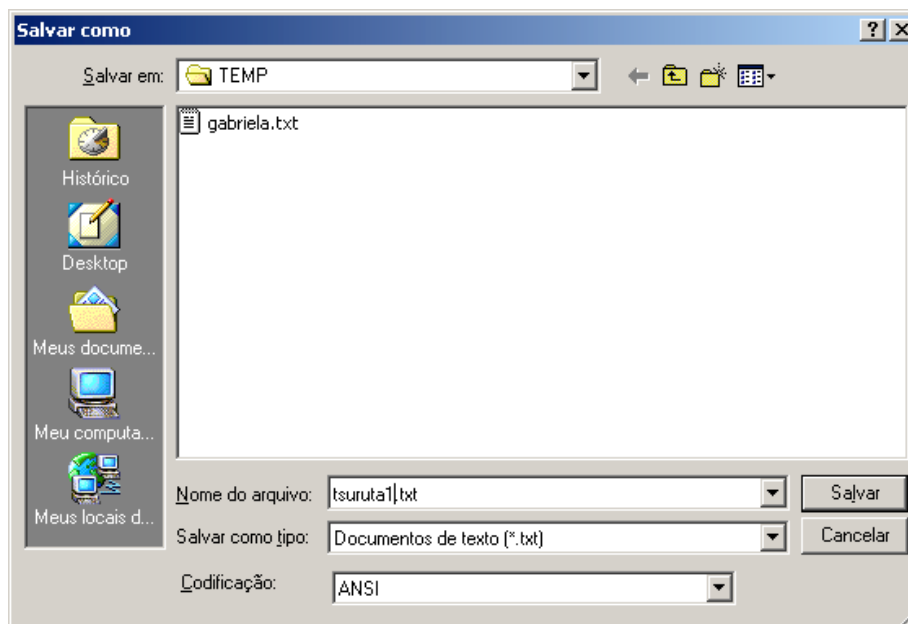 Salvar como
Salvar em: TEMP
gabriela.txt
Histórico
Desktop
Meus docume...
Meu computa...
Meus locais d...
Nome do arquivo: tsuruta1.txt Salvar
Salvar como tipo: Documentos de texto (*.txt) Cancelar
Codificação: ANSI